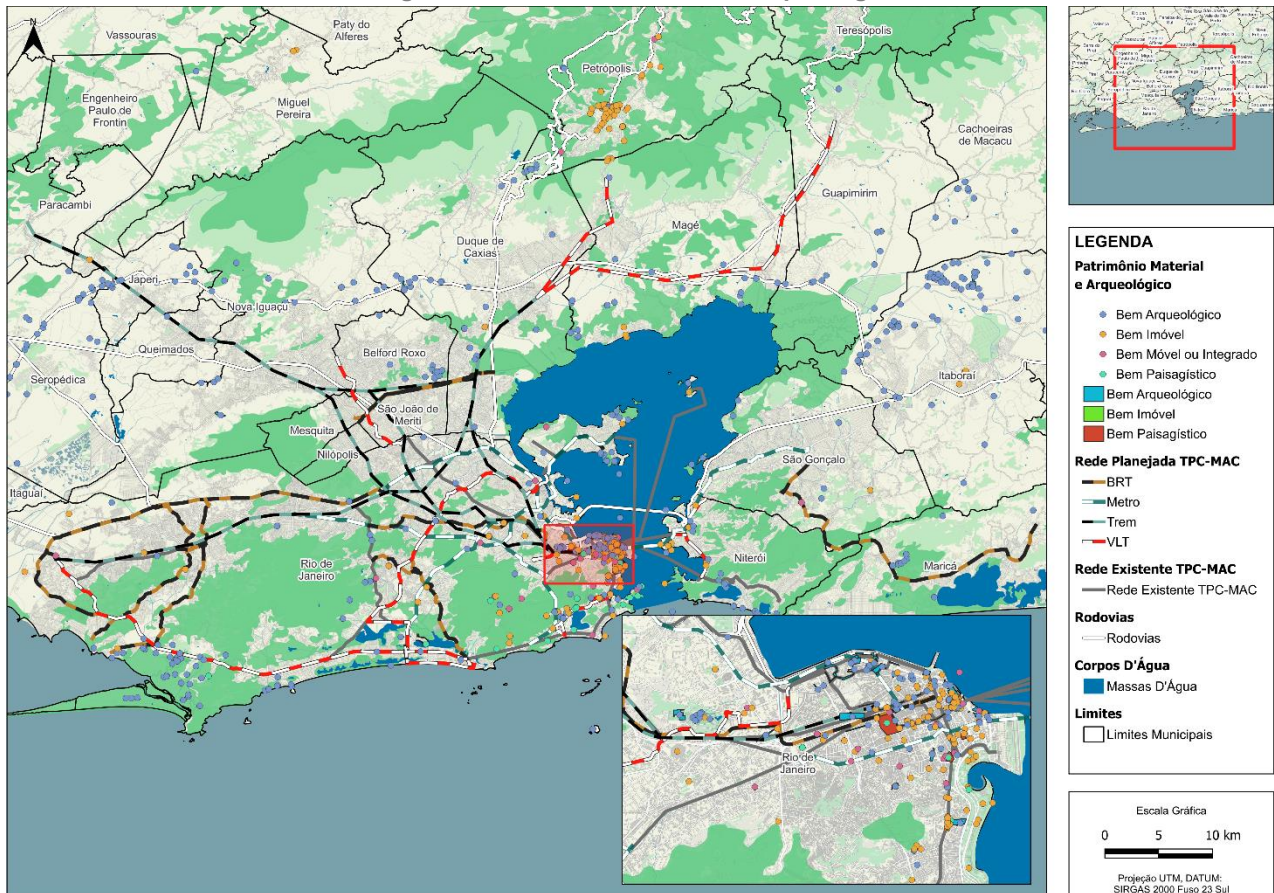 N
Vassouras
Paty do
Alferes
Teresópolis
Petrópolis
Engenheiro
Paulo de
Frontin
Miguel
Pereira
Cachoeiras
de Macacu
Paracambi
Guapimirim
Magé
Duque de
Caxias
Japeri
Nova Iguaçu
Queimados
Belford Roxo
Seropédica
Itaboraí
São João de
Meriti
Mesquita
Nilópolis
São Gonçalo
Itaguaí
Rio de
Janeiro
Niterói
Maricá
Rio de
Janeiro
LEGENDA
Patrimônio Material
e Arqueológico
Bem Arqueológico
Bem Imóvel
Bem Móvel ou Integrado
Bem Paisagístico
Bem Arqueológico
Bem Imóvel
Bem Paisagístico
Rede Planejada TPC-MAC
BRT
Metro
Trem
VLT
Rede Existente TPC-MAC
Rede Existente TPC-MAC
Rodovias
Rodovias
Corpos D'Água
Massas D'Água
Limites
Limites Municipais
Escala Gráfica
0 5 10 km
Projeção UTM, DATUM:
SIRGAS 2000 Fuso 23 Sul